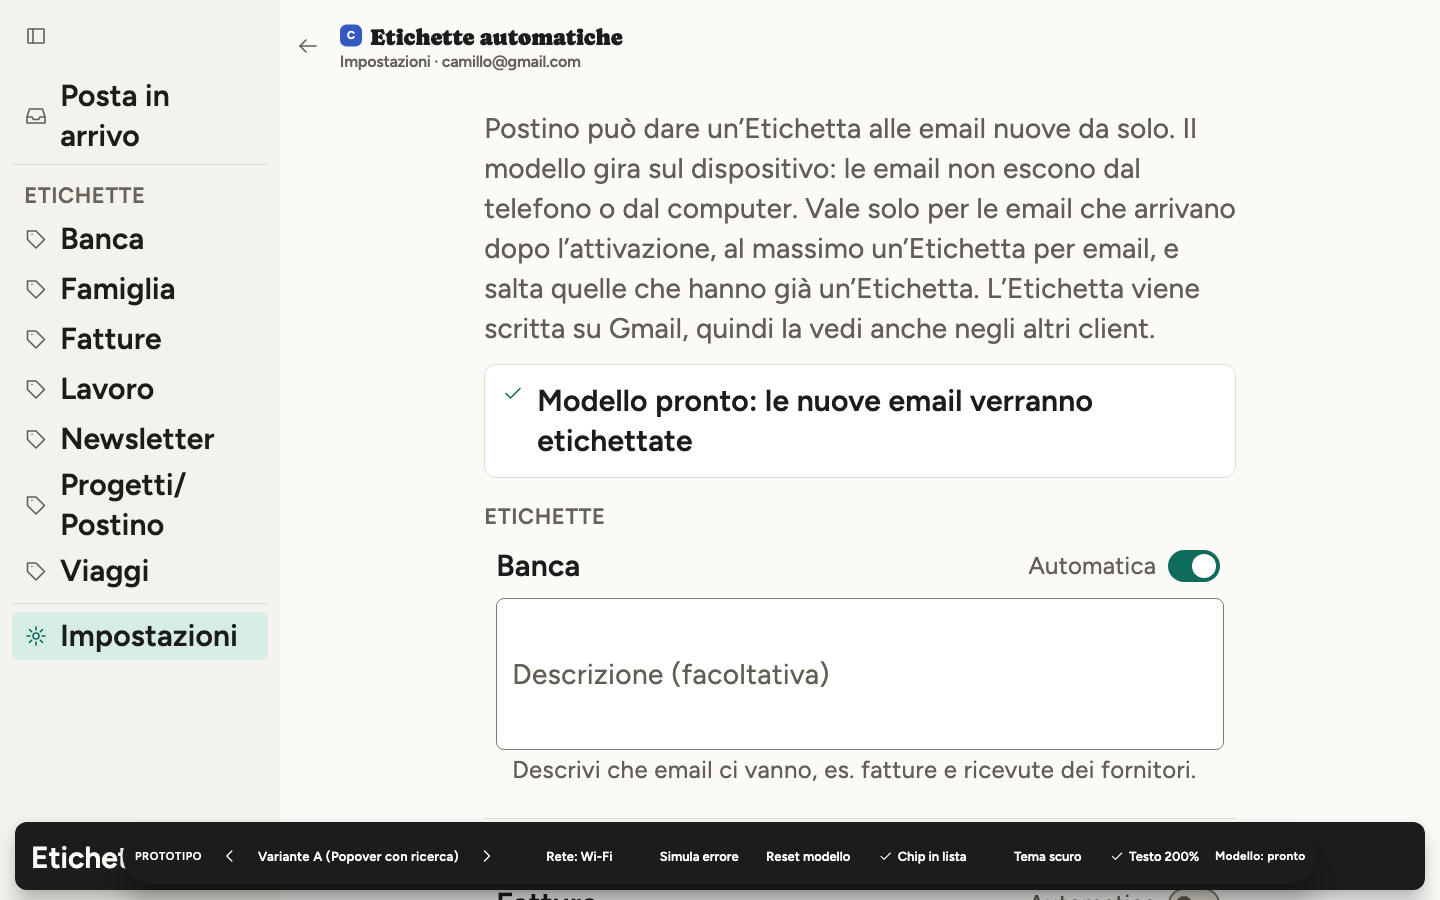 Posta in
arrivo
ETICHETTE
Banca
Famiglia
Fatture
Lavoro
Newsletter
Progetti/
Postino
Viaggi
Impostazioni
C Etichette automatiche
Impostazioni · camillo@gmail.com
Postino può dare un’Etichetta alle email nuove da solo. Il
modello gira sul dispositivo: le email non escono dal
telefono o dal computer. Vale solo per le email che arrivano
dopo l’attivazione, al massimo un’Etichetta per email, e
salta quelle che hanno già un’Etichetta. L’Etichetta viene
scritta su Gmail, quindi la vedi anche negli altri client.
Modello pronto: le nuove email verranno
etichettate
ETICHETTE
Banca Automatica
Descrizione (facoltativa)
Descrivi che email ci vanno, es. fatture e ricevute dei fornitori.
PROTOTIPO Variante A (Popover con ricerca) Rete: Wi-Fi Simula errore Reset modello Chip in lista Tema scuro Testo 200% Modello: pronto